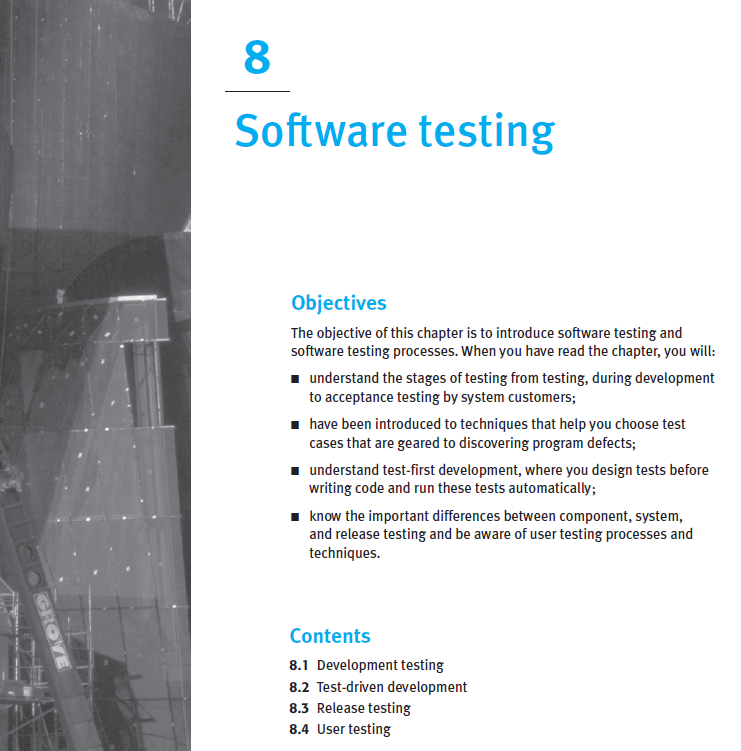 8
Software testing
Objectives
The objective of this chapter is to introduce software testing and
software testing processes. When you have read the chapter, you will:
■ understand the stages of testing from testing, during development
to acceptance testing by system customers;
■ have been introduced to techniques that help you choose test
cases that are geared to discovering program defects;
■ understand test-first development, where you design tests before
writing code and run these tests automatically;
■ know the important differences between component, system,
and release testing and be aware of user testing processes and
techniques.
Contents
8.1 Development testing
8.2 Test-driven development
8.3 Release testing
8.4 User testing
GROVE